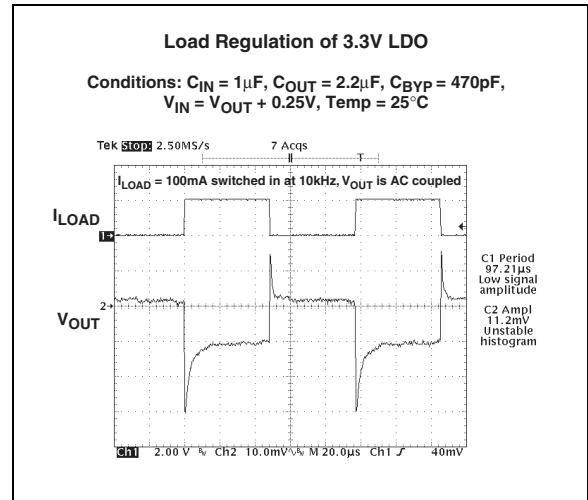 Load Regulation of 3.3V LDO
Conditions: CIN = 1μF, COUT = 2.2μF, CBYP = 470pF,
VIN = VOUT + 0.25V, Temp = 25°C
Tek Stop: 2.50MS/s 7 Acqs
T
ILOAD = 100mA switched in at 10kHz, VOUT is AC coupled
ILOAD
1→
C1 Period
97.21μs
Low signal
amplitude
2→
VOUT
C2 Ampl
11.2mV
Unstable
histogram
Ch1 2.00 V BW Ch2 10.0mV∿BW M 20.0μs Ch1 ƒ 40mV